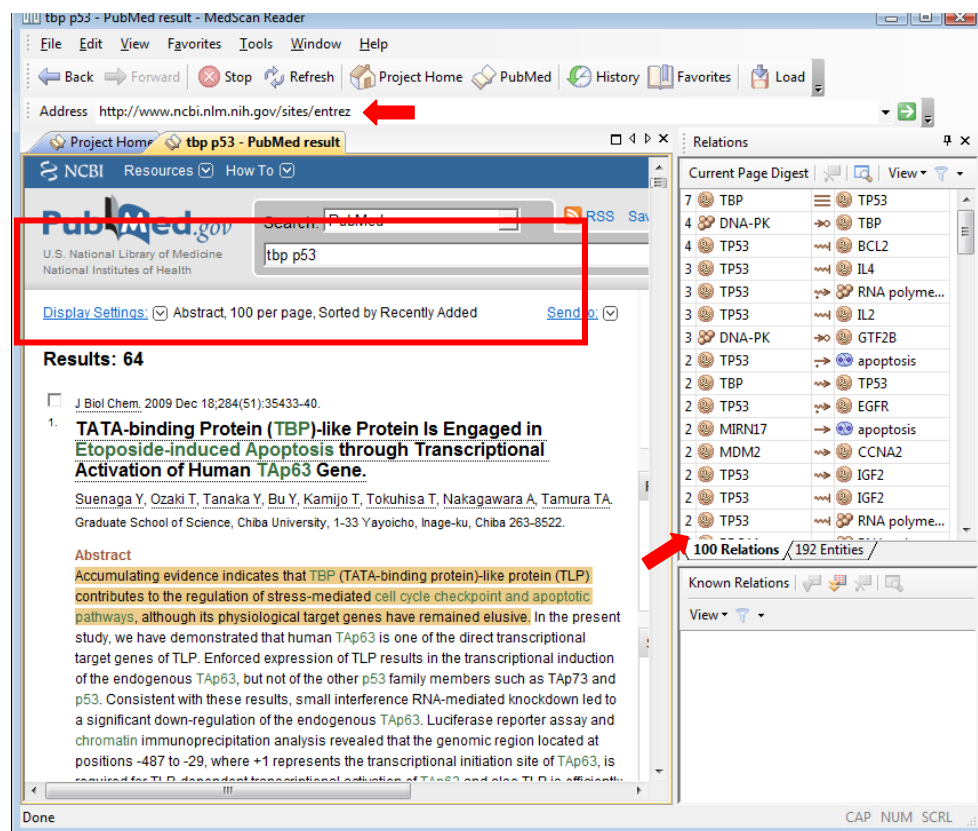 tbp p53 - PubMed result - MedScan Reader
File Edit View Favorites Tools Window Help
Back Forward Stop Refresh Project Home PubMed History Favorites Load
Address http://www.ncbi.nlm.nih.gov/sites/entrez
Project Home tbp p53 - PubMed result
NCBI Resources How To
PubMed.gov
U.S. National Library of Medicine
National Institutes of Health
Search: PubMed
RSS Sav
tbp p53
Display Settings: Abstract, 100 per page, Sorted by Recently Added Send to:
Results: 64
J Biol Chem. 2009 Dec 18;284(51):35433-40.
1. TATA-binding Protein (TBP)-like Protein Is Engaged in
Etoposide-induced Apoptosis through Transcriptional
Activation of Human TAp63 Gene.
Suenaga Y, Ozaki T, Tanaka Y, Bu Y, Kamijo T, Tokuhisa T, Nakagawara A, Tamura TA.
Graduate School of Science, Chiba University, 1-33 Yayoicho, Inage-ku, Chiba 263-8522.
Abstract
Accumulating evidence indicates that TBP (TATA-binding protein)-like protein (TLP)
contributes to the regulation of stress-mediated cell cycle checkpoint and apoptotic
pathways, although its physiological target genes have remained elusive. In the present
study, we have demonstrated that human TAp63 is one of the direct transcriptional
target genes of TLP. Enforced expression of TLP results in the transcriptional induction
of the endogenous TAp63, but not of the other p53 family members such as TAp73 and
p53. Consistent with these results, small interference RNA-mediated knockdown led to
a significant down-regulation of the endogenous TAp63. Luciferase reporter assay and
chromatin immunoprecipitation analysis revealed that the genomic region located at
positions -487 to -29, where +1 represents the transcriptional initiation site of TAp63, is
Relations
Current Page Digest View
7 TBP TP53
4 DNA-PK TBP
4 TP53 BCL2
3 TP53 IL4
3 TP53 RNA polyme...
3 TP53 IL2
3 DNA-PK GTF2B
2 TP53 apoptosis
2 TBP TP53
2 TP53 EGFR
2 MIRN17 apoptosis
2 MDM2 CCNA2
2 TP53 IGF2
2 TP53 IGF2
2 TP53 RNA polyme...
100 Relations 192 Entities
Known Relations
View
Done CAP NUM SCRL